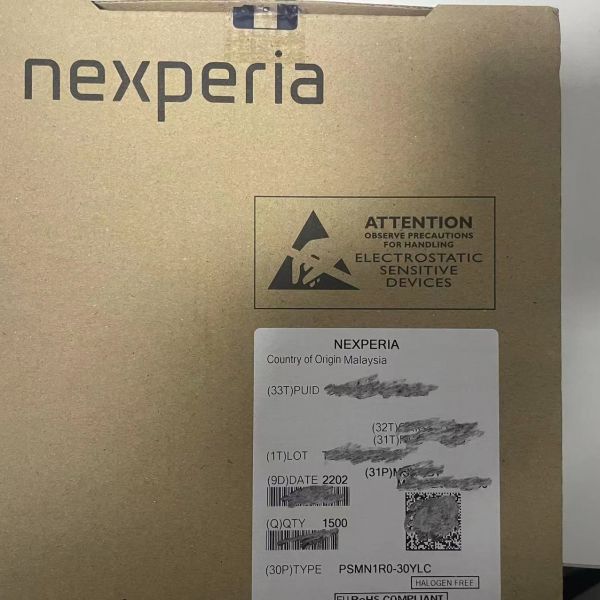 nexperia
ATTENTION
OBSERVE PRECAUTIONS
FOR HANDLING
ELECTROSTATIC
SENSITIVE
DEVICES
NEXPERIA
Country of Origin Malaysia
(33T)PUID
(32T)
(31T)
(1T)LOT
(31P)
(9D)DATE 2202
(Q)QTY 1500
(30P)TYPE PSMN1R0-30YLC
HALOGEN FREE
EU RoHS COMPLIANT